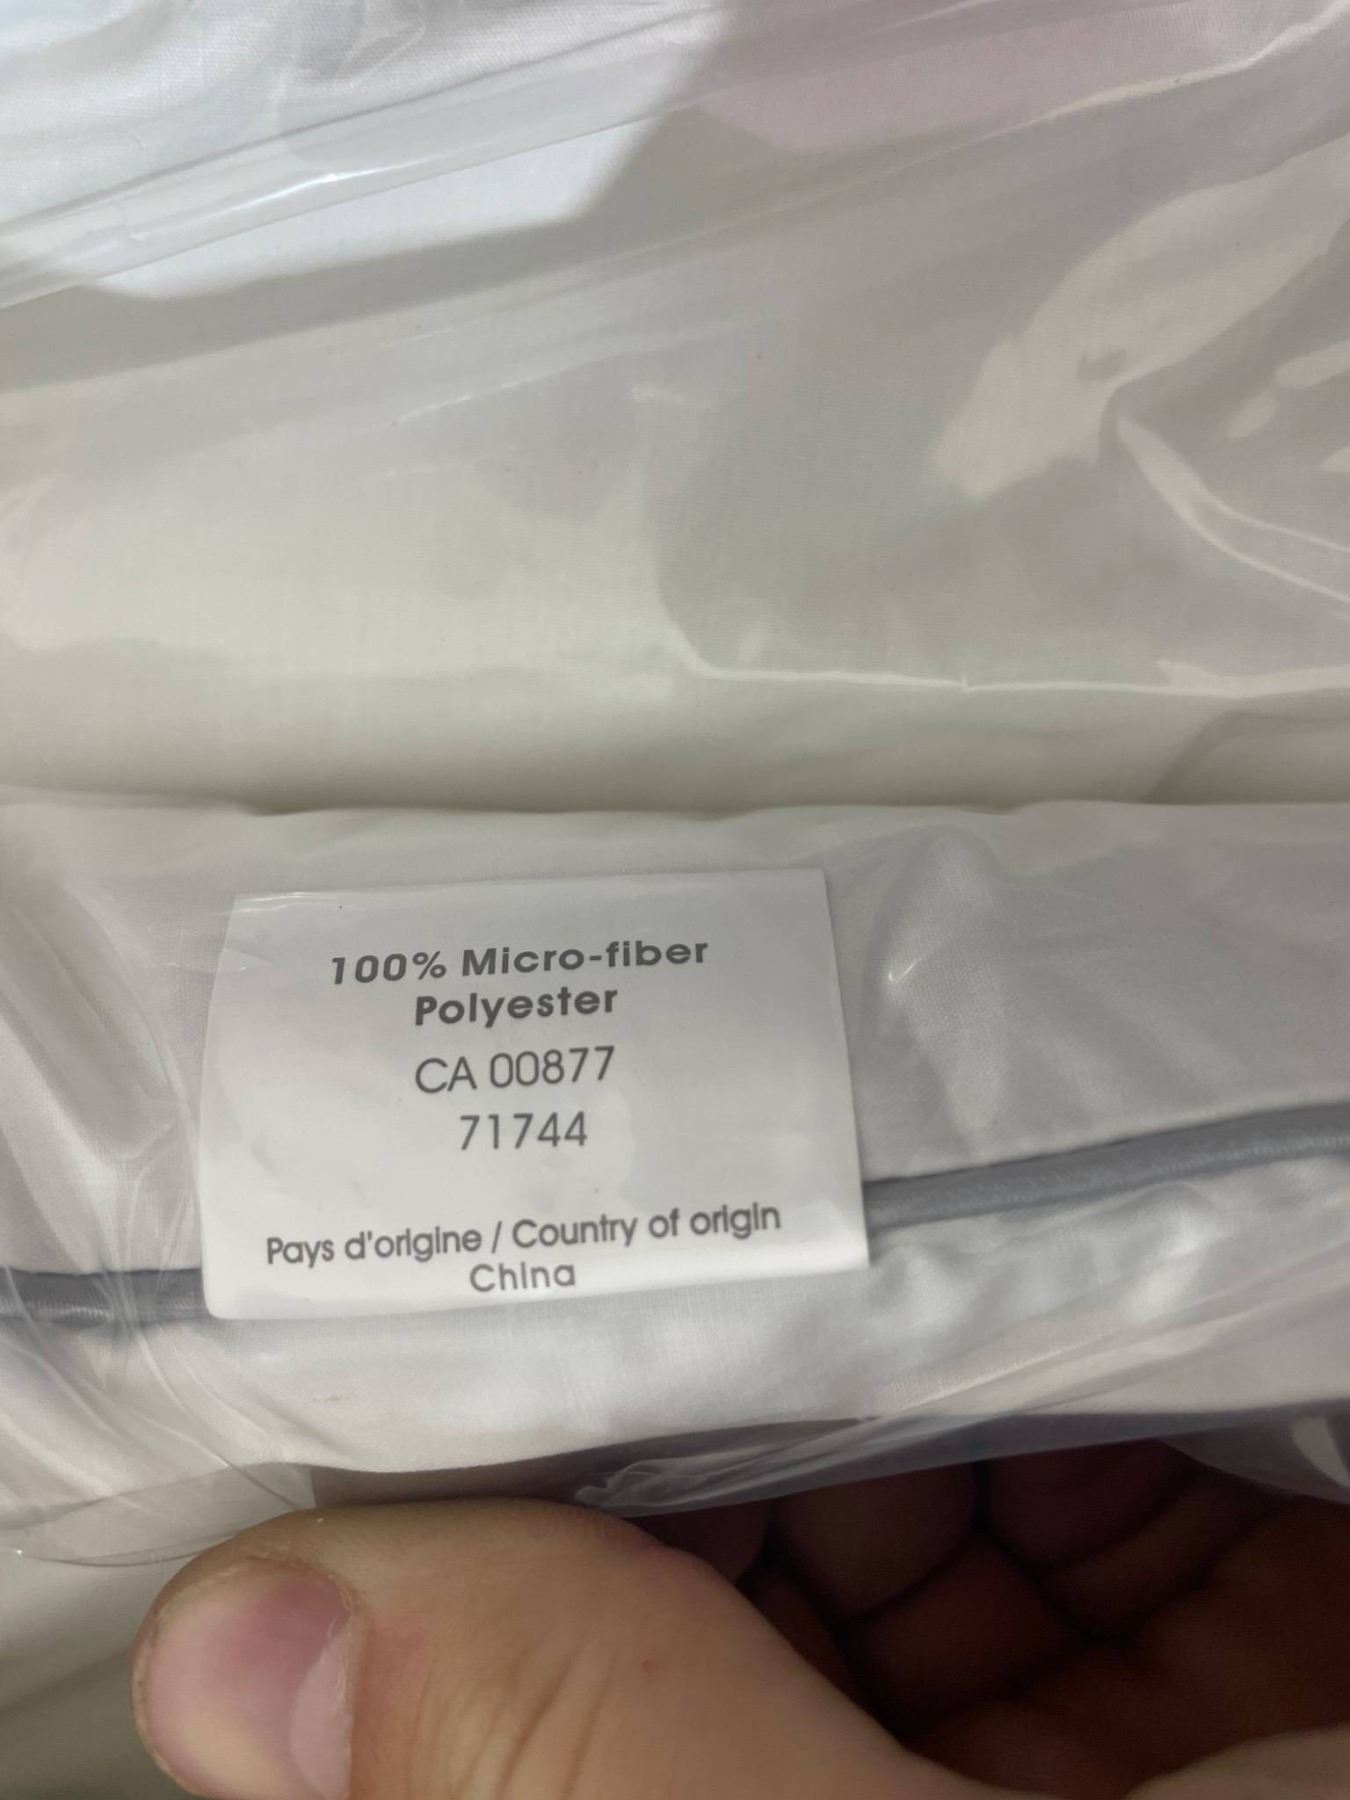 100% Micro-fiber
Polyester
CA 00877
71744
Pays d'origine / Country of origin
China